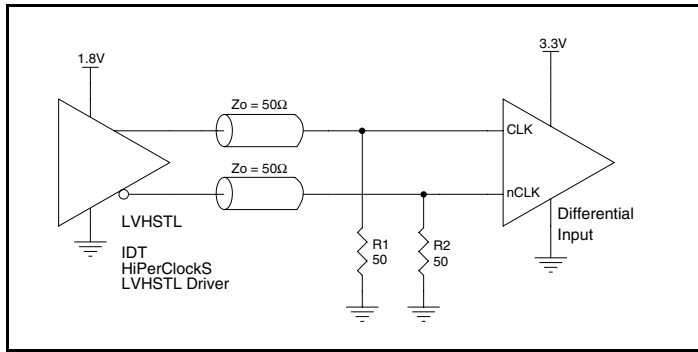 1.8V
3.3V
Zo = 50Ω
CLK
Zo = 50Ω
nCLK
LVHSTL
IDT
HiPerClockS
LVHSTL Driver
R1
50
R2
50
Differential
Input